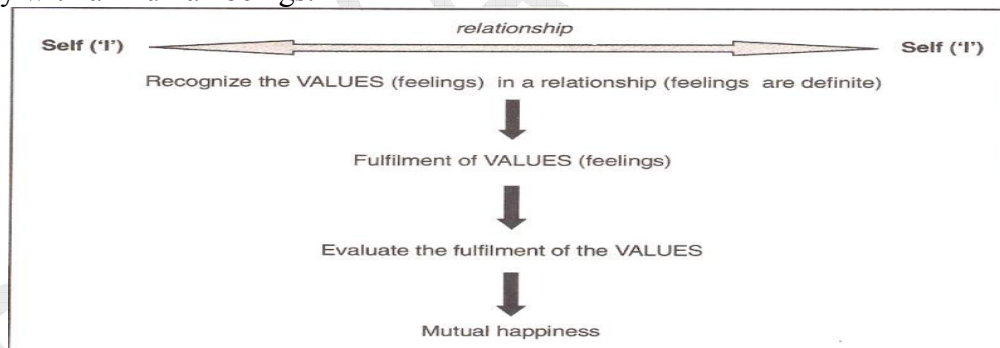 relationship
Self (‘I’) Self (‘I’)
Recognize the VALUES (feelings) in a relationship (feelings are definite)
Fulfilment of VALUES (feelings)
Evaluate the fulfilment of the VALUES
Mutual happiness